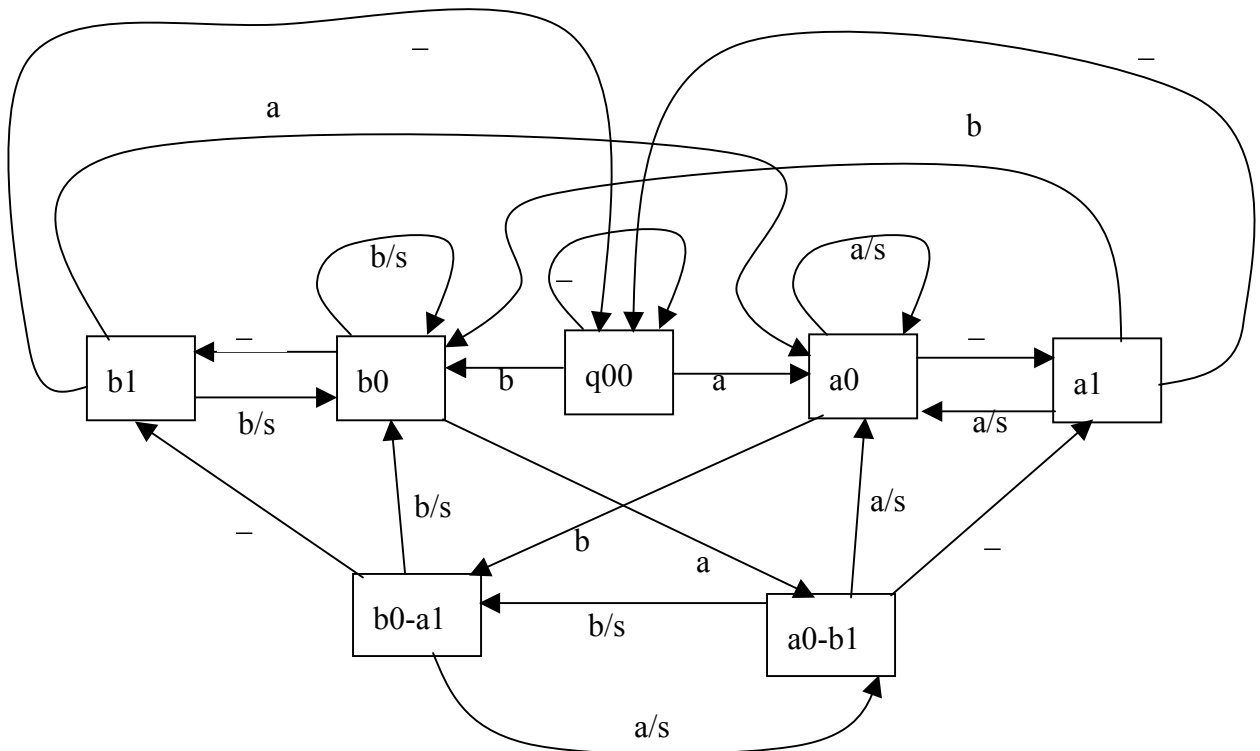 –
–
a
b
b/s
–
a/s
b1
–
b/s
b0
b
q00
a
a0
–
a/s
a1
–
b/s
b
a
a/s
–
b0-a1
b/s
a0-b1
a/s